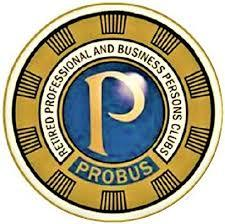 RETIRED PROFESSIONAL AND BUSINESS PERSONS CLUBS
P
PROBUS